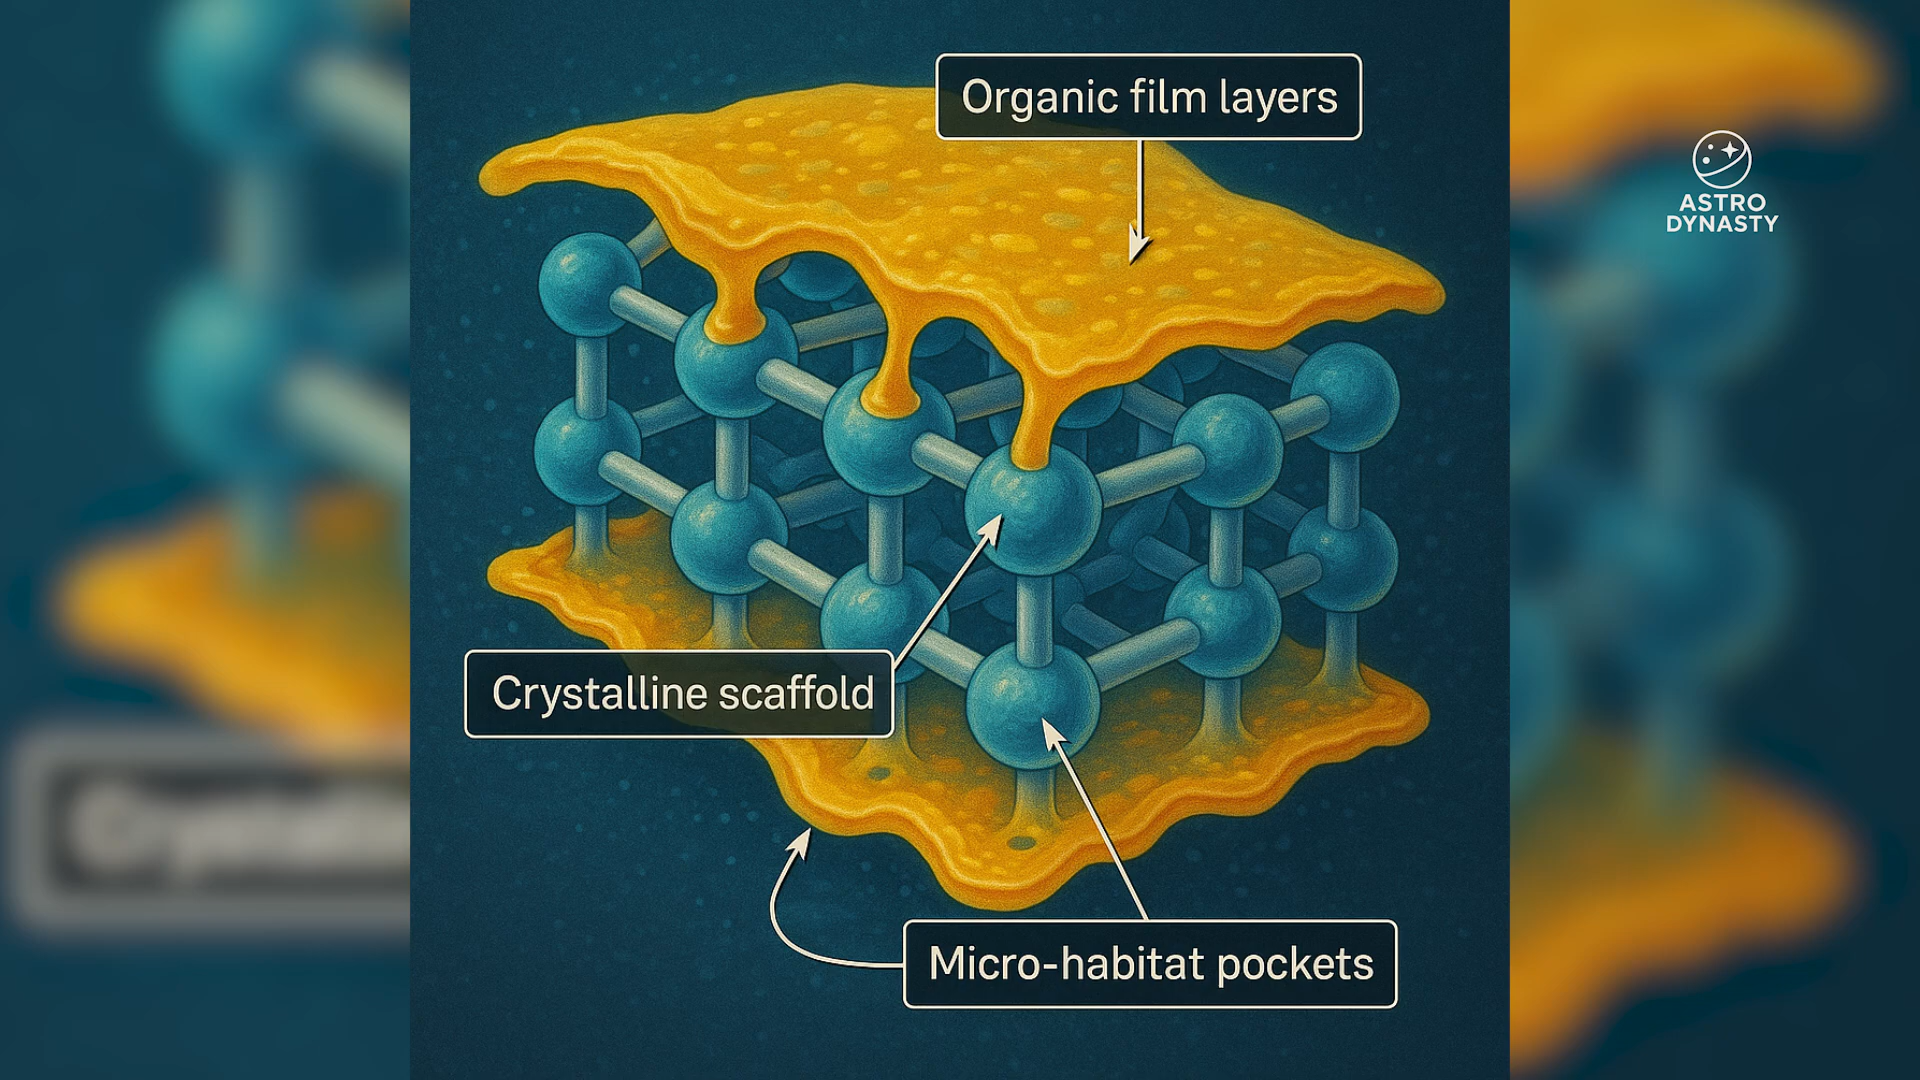 Organic film layers
ASTRO
DYNASTY
Crystalline scaffold
Micro-habitat pockets